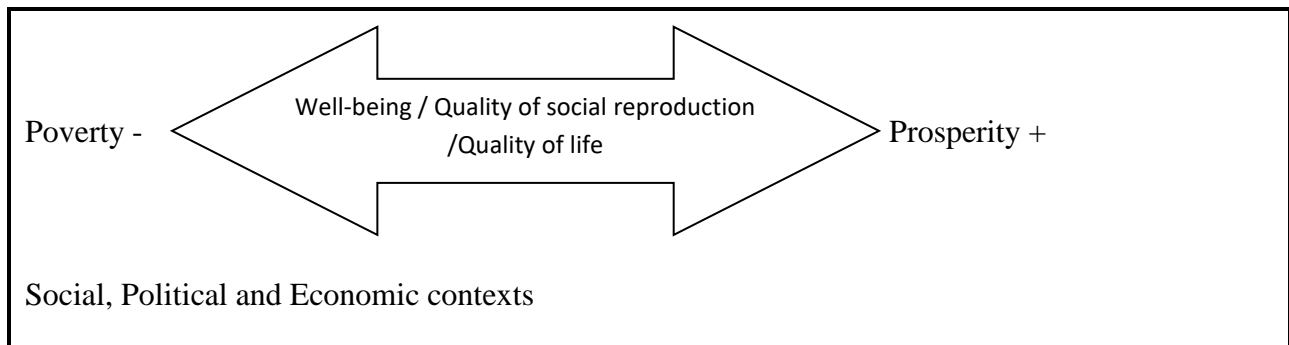 Well-being / Quality of social reproduction
Poverty -
Prosperity +
/Quality of life
Social, Political and Economic contexts